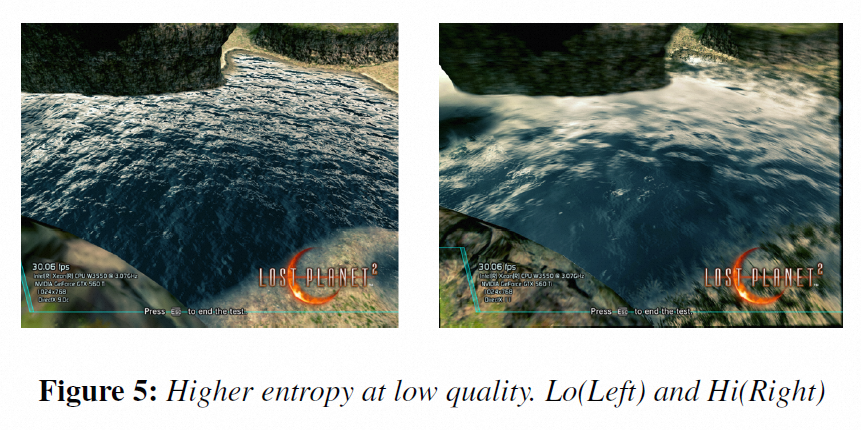 30.06 fps
Intel(R) Xeon(R) CPU W3550 @ 3.07GHz
NVIDIA GeForce GTX 560 Ti
1024x768
DirectX 9.0c
LOST PLANET 2
Press to end the test.
30.06 fps
Intel(R) Xeon(R) CPU W3550 @ 3.07GHz
NVIDIA GeForce GTX 560 Ti
1024x768
DirectX 11
LOST PLANET 2
Press to end the test.
Figure 5: Higher entropy at low quality. Lo(Left) and Hi(Right)